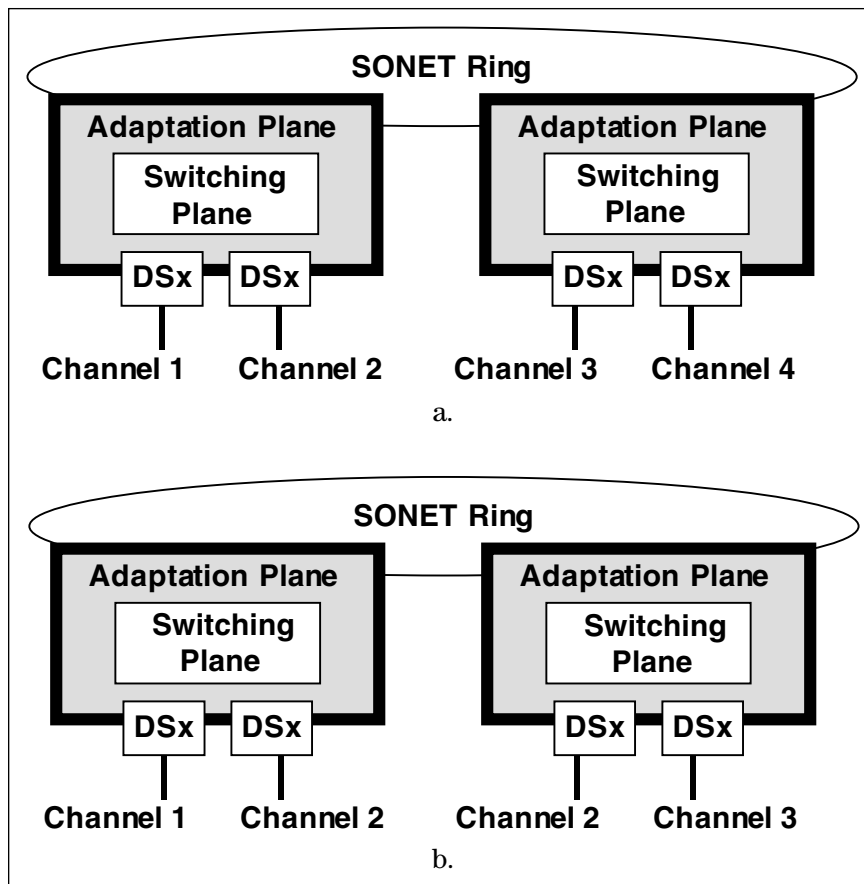 SONET Ring
Adaptation Plane
Adaptation Plane
Switching
Plane
Switching
Plane
DSx
DSx
DSx
DSx
Channel 1
Channel 2
Channel 3
Channel 4
a.
SONET Ring
Adaptation Plane
Adaptation Plane
Switching
Plane
Switching
Plane
DSx
DSx
DSx
DSx
Channel 1
Channel 2
Channel 2
Channel 3
b.